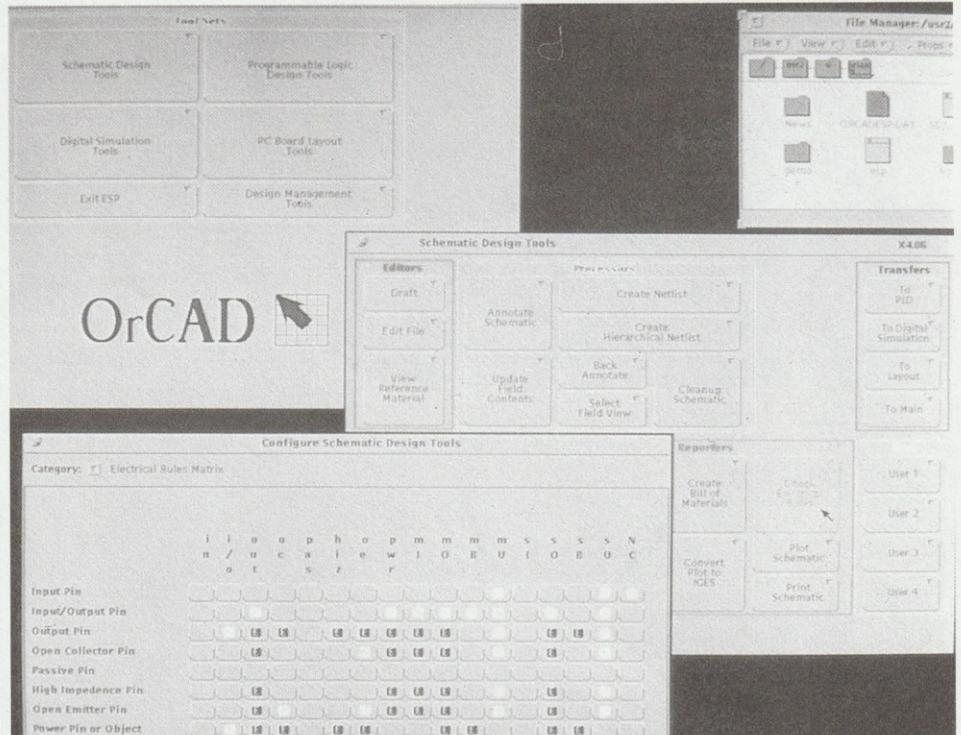 Tool Sets
Schematic Design
Tools
Programmable Logic
Design Tools
Digital Simulation
Tools
PC Board Layout
Tools
Exit ESP
Design Management
Tools
OrCAD
File Manager: /usr2/
File
View
Edit
Props
usr2
News
ORCADESP.DAT
demo
esp
Schematic Design Tools
X4.06
Editors
Draft
Edit File
View
Reference
Material
Processors
Annotate
Schematic
Create Netlist
Create
Hierarchical Netlist
Update
Field
Contents
Back
Annotate
Select
Field View
Cleanup
Schematic
Transfers
To
PLD
To Digital
Simulation
To
Layout
To Main
Reporters
Create
Bill of
Materials
Check
Convert
Plot to
IGES
Plot
Schematic
Print
Schematic
User 1
User 2
User 3
User 4
Configure Schematic Design Tools
Category: Electrical Rules Matrix
i i o o p h o p m m m m s s s s N
n / u c a i e w I O B U I O B U C
o t s z r
Input Pin
Input/Output Pin
Output Pin
Open Collector Pin
Passive Pin
High Impedence Pin
Open Emitter Pin
Power Pin or Object